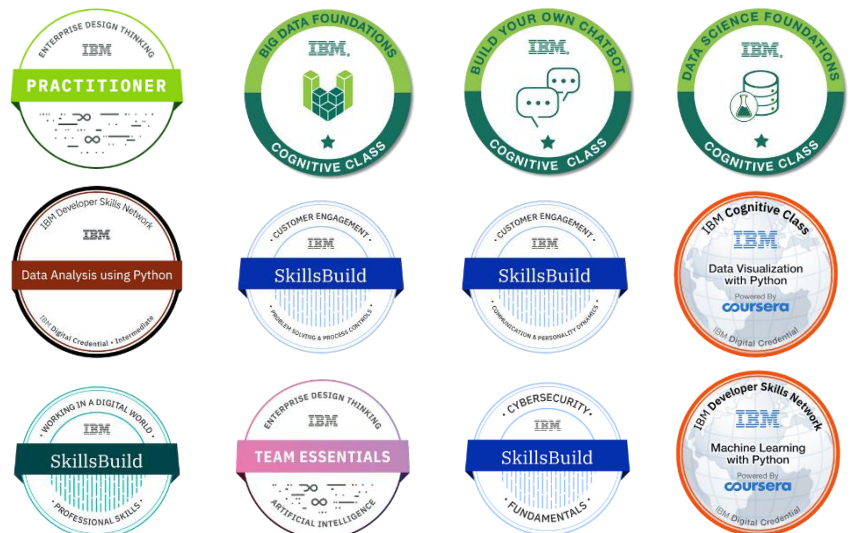 ENTERPRISE DESIGN THINKING
IBM
PRACTITIONER
BIG DATA FOUNDATIONS
IBM.
COGNITIVE CLASS
BUILD YOUR OWN CHATBOT
IBM.
COGNITIVE CLASS
DATA SCIENCE FOUNDATIONS
IBM.
COGNITIVE CLASS
IBM Developer Skills Network
IBM
Data Analysis using Python
IBM Digital Credential • Intermediate
• CUSTOMER ENGAGEMENT •
IBM
SkillsBuild
• PROBLEM SOLVING & PROCESS CONTROLS •
• CUSTOMER ENGAGEMENT •
IBM
SkillsBuild
• COMMUNICATION & PERSONALITY DYNAMICS •
IBM Cognitive Class
IBM
Data Visualization
with Python
Powered By
coursera
IBM Digital Credential
• WORKING IN A DIGITAL WORLD •
IBM
SkillsBuild
• PROFESSIONAL SKILLS •
ENTERPRISE DESIGN THINKING
IBM
TEAM ESSENTIALS
ARTIFICIAL INTELLIGENCE
• CYBERSECURITY •
IBM
SkillsBuild
• FUNDAMENTALS •
IBM Developer Skills Network
IBM
Machine Learning
with Python
Powered By
coursera
IBM Digital Credential